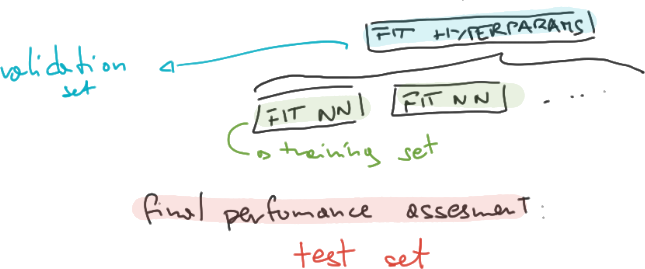 FIT HYPERPARAMS
validation
set
FIT NN FIT NN ....
training set
final perfomance assesment:
test set